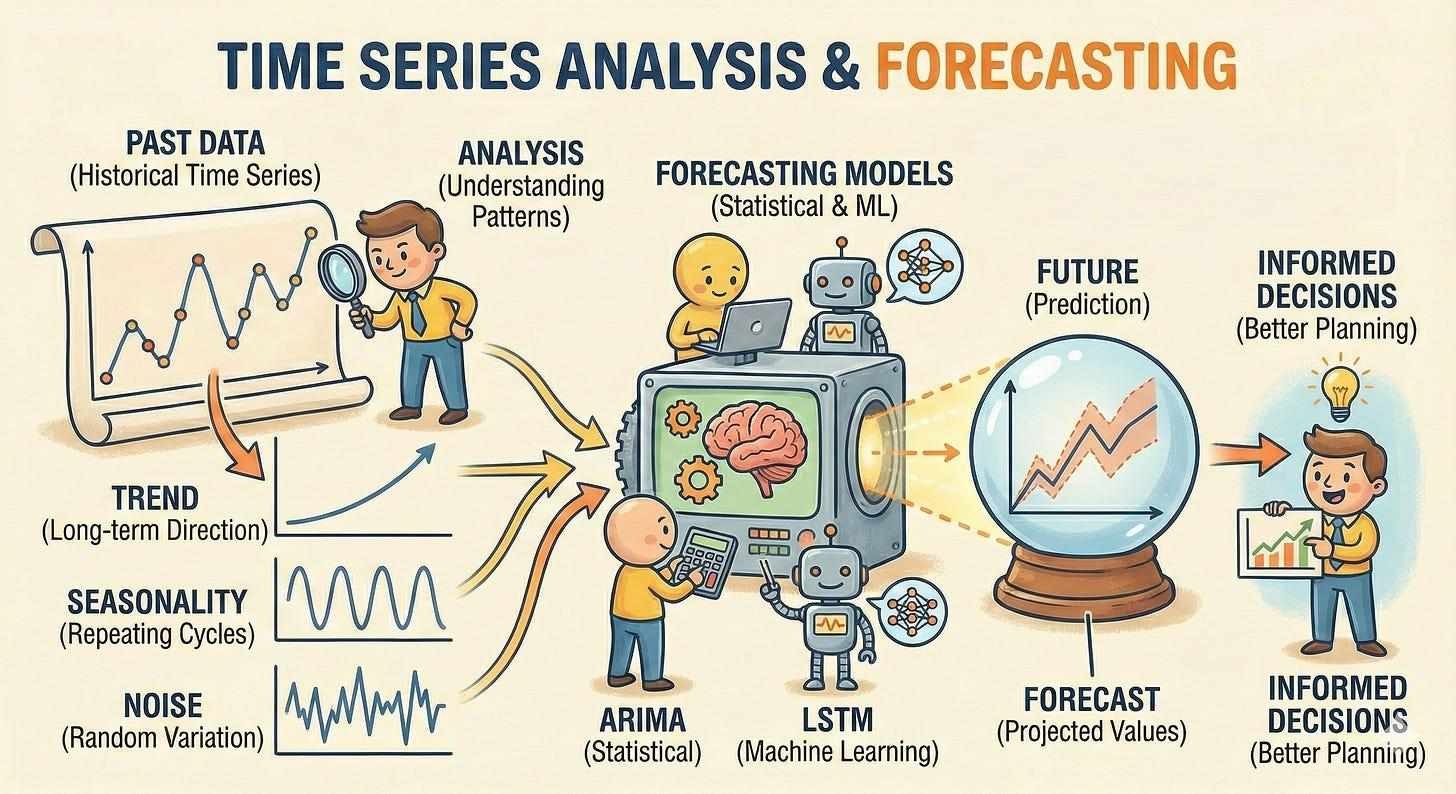 TIME SERIES ANALYSIS & FORECASTING
PAST DATA
(Historical Time Series)
ANALYSIS
(Understanding
Patterns)
FORECASTING MODELS
(Statistical & ML)
FUTURE
(Prediction)
INFORMED
DECISIONS
(Better Planning)
TREND
(Long-term Direction)
SEASONALITY
(Repeating Cycles)
NOISE
(Random Variation)
ARIMA
(Statistical)
LSTM
(Machine Learning)
FORECAST
(Projected Values)
INFORMED
DECISIONS
(Better Planning)